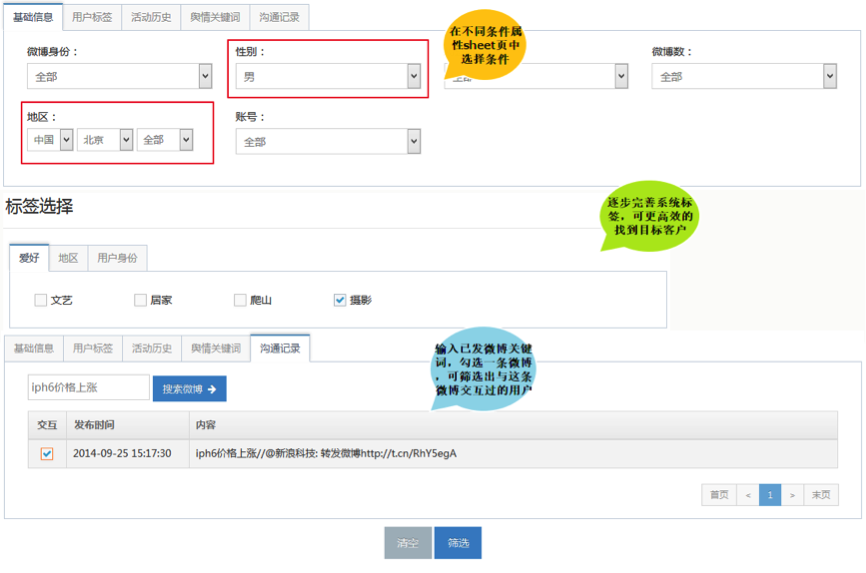 基础信息 用户标签 活动历史 舆情关键词 沟通记录
微博身份： 性别： 微博数：
全部 男 全部
在不同条件属
性sheet页中
选择条件
地区： 账号：
中国 北京 全部 全部
标签选择
逐步完善系统标
签，可更高效的
找到目标客户
爱好 地区 用户身份
文艺 居家 爬山 摄影
基础信息 用户标签 活动历史 舆情关键词 沟通记录
输入已发微博关键
词，勾选一条微博
，可筛选出与这条
微博交互过的用户
iph6价格上涨 搜索微博 →
交互 发布时间 内容
2014-09-25 15:17:30 iph6价格上涨//@新浪科技: 转发微博http://t.cn/RhY5egA
首页 < 1 > 末页
清空 筛选